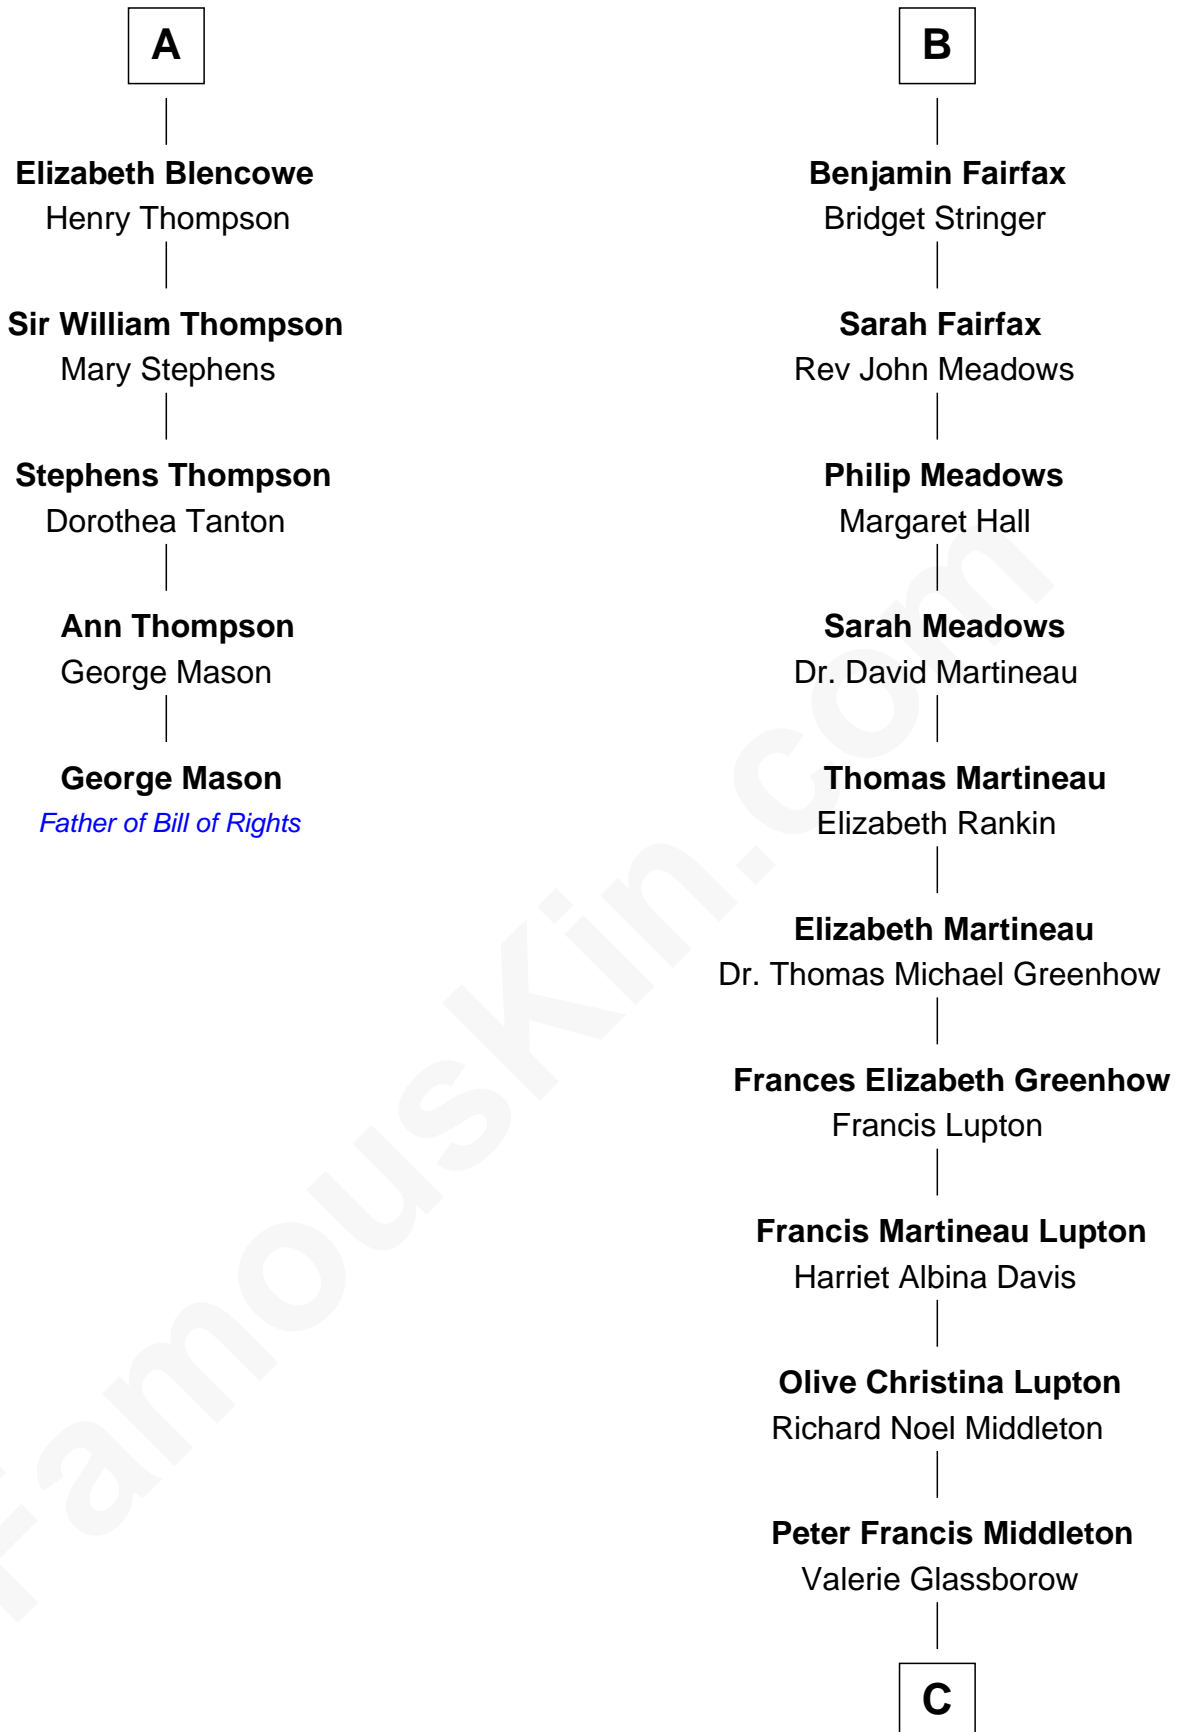 A
Elizabeth Blencowe
Henry Thompson
Sir William Thompson
Mary Stephens
Stephens Thompson
Dorothea Tanton
Ann Thompson
George Mason
George Mason
Father of Bill of Rights
B
Benjamin Fairfax
Bridget Stringer
Sarah Fairfax
Rev John Meadows
Philip Meadows
Margaret Hall
Sarah Meadows
Dr. David Martineau
Thomas Martineau
Elizabeth Rankin
Elizabeth Martineau
Dr. Thomas Michael Greenhow
Frances Elizabeth Greenhow
Francis Lupton
Francis Martineau Lupton
Harriet Albina Davis
Olive Christina Lupton
Richard Noel Middleton
Peter Francis Middleton
Valerie Glassborow
C
FamousKin.com